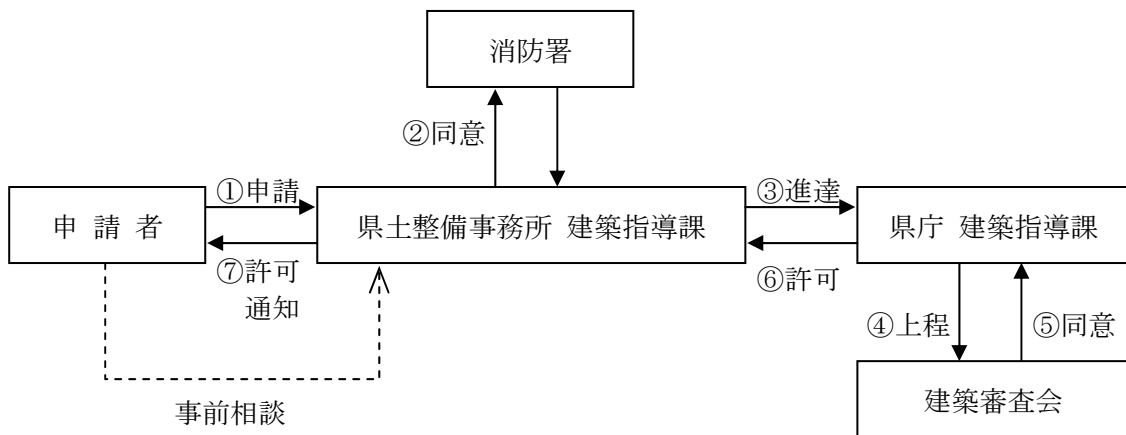 消防署
②同意
①申請
③進達
申 請 者
県土整備事務所 建築指導課
県庁 建築指導課
⑦許可
通知
⑥許可
④上程
⑤同意
建築審査会
事前相談